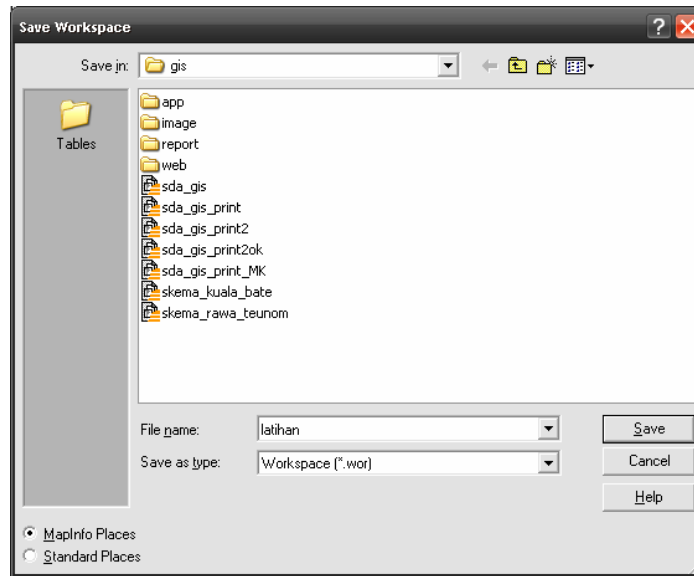 Save Workspace
Save in: gis
Tables
app
image
report
web
sda_gis
sda_gis_print
sda_gis_print2
sda_gis_print2ok
sda_gis_print_MK
skema_kuala_bate
skema_rawa_teunom
File name: latihan Save
Save as type: Workspace (*.wor) Cancel
Help
MapInfo Places
Standard Places